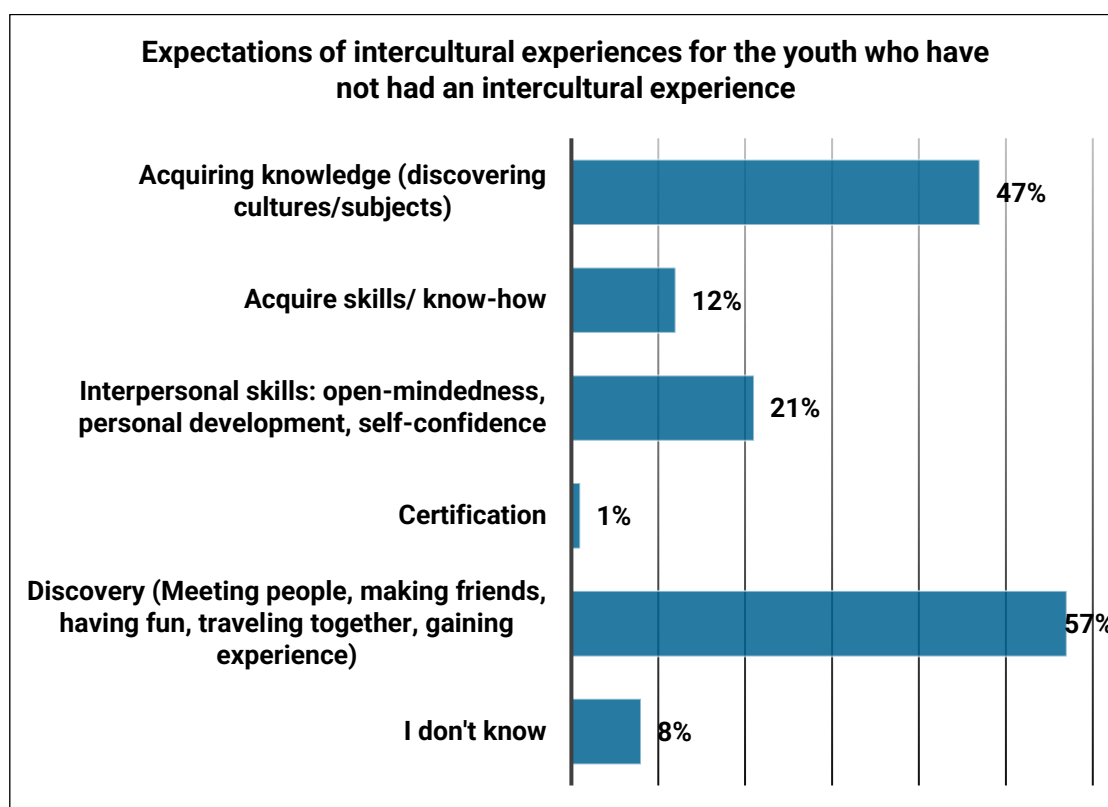 Expectations of intercultural experiences for the youth who have
not had an intercultural experience
Acquiring knowledge (discovering
cultures/subjects)
47%
Acquire skills/ know-how
12%
Interpersonal skills: open-mindedness,
personal development, self-confidence
21%
Certification
1%
Discovery (Meeting people, making friends,
having fun, traveling together, gaining
experience)
57%
I don't know
8%